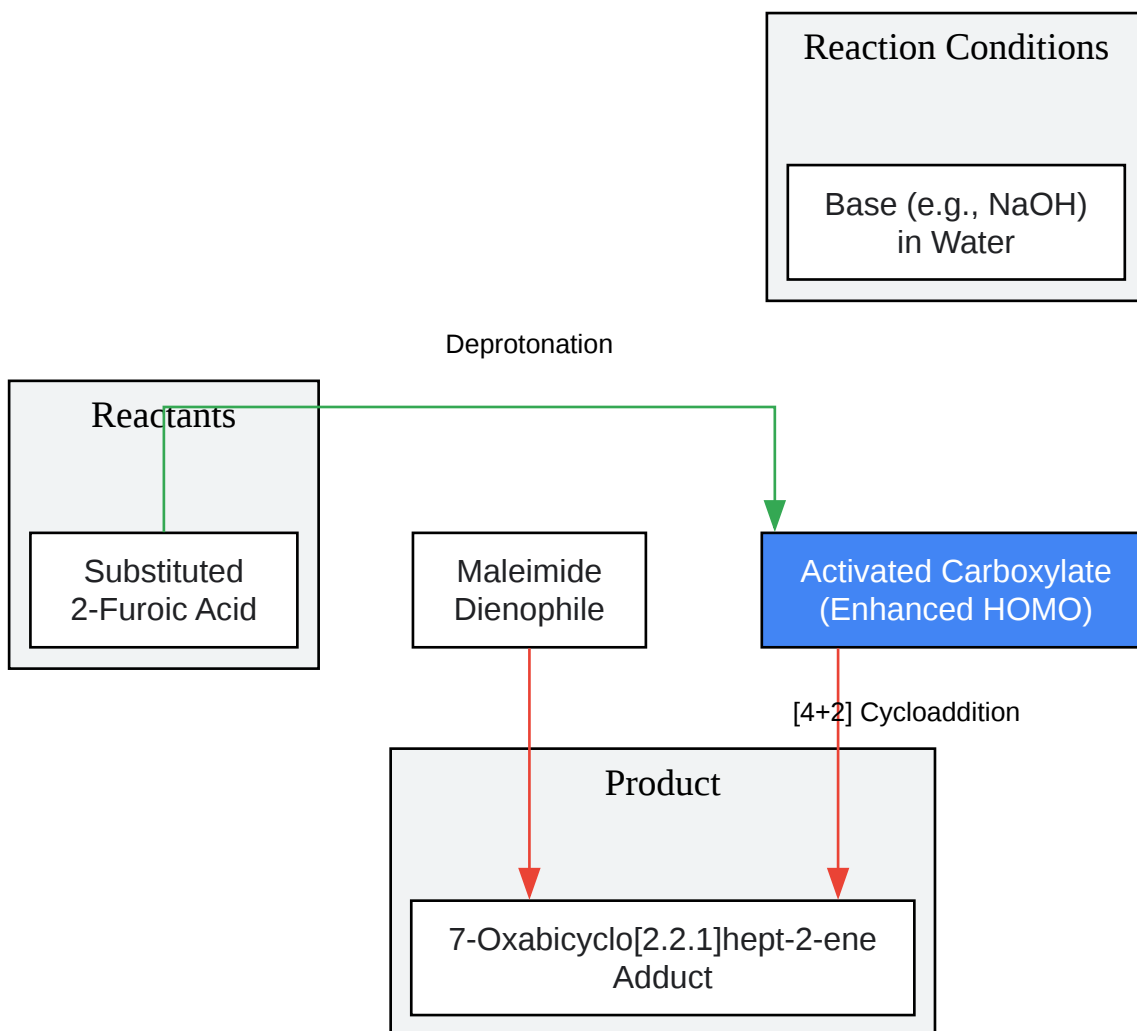 Reaction Conditions
Base (e.g., NaOH)
in Water
Deprotonation
Reactants
Substituted
2-Furoic Acid
Maleimide
Dienophile
Activated Carboxylate
(Enhanced HOMO)
[4+2] Cycloaddition
Product
7-Oxabicyclo[2.2.1]hept-2-ene
Adduct